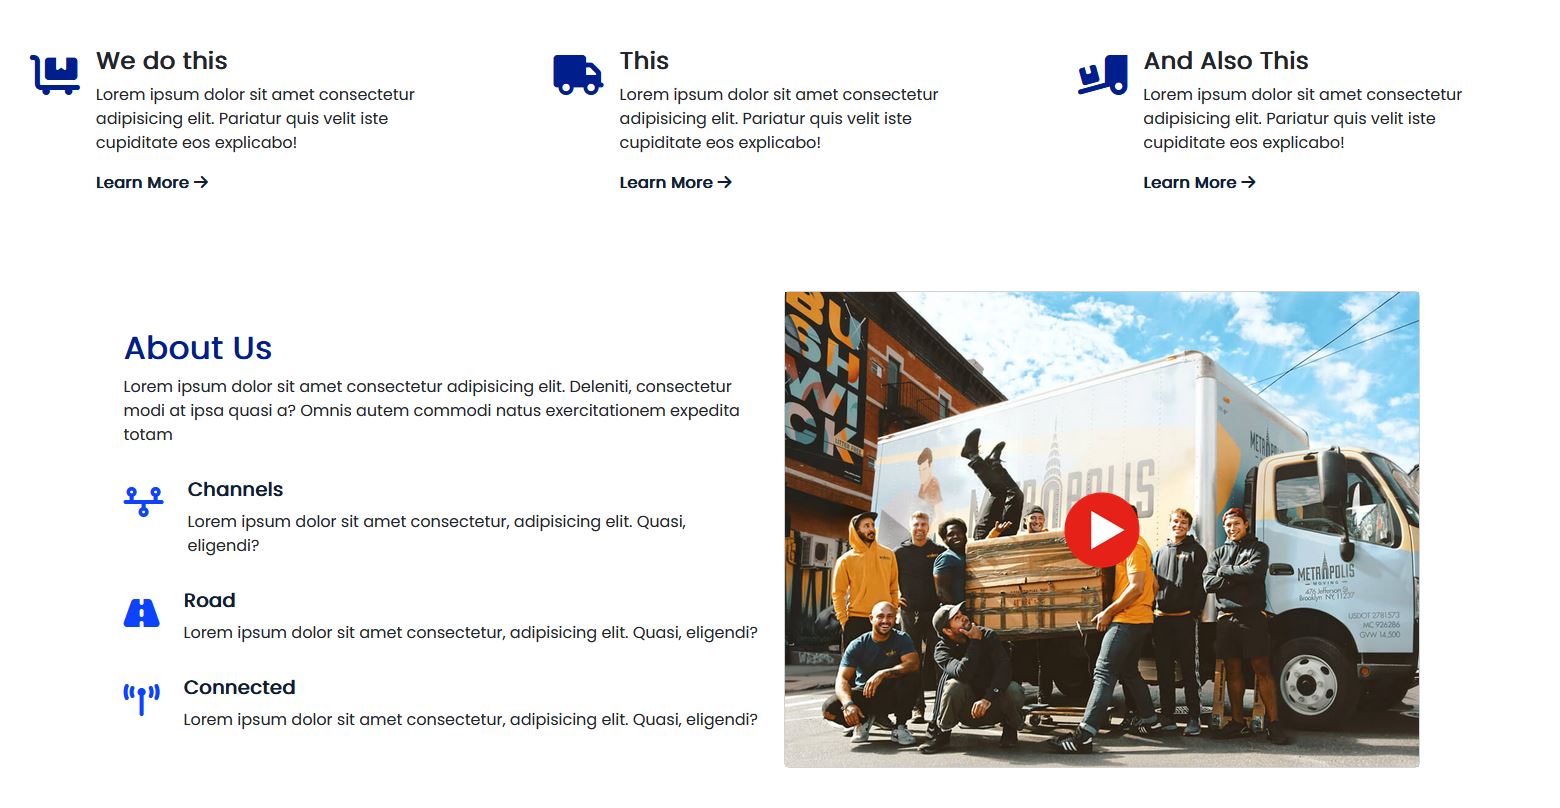 We do this
Lorem ipsum dolor sit amet consectetur
adipisicing elit. Pariatur quis velit iste
cupiditate eos explicabo!
Learn More
This
Lorem ipsum dolor sit amet consectetur
adipisicing elit. Pariatur quis velit iste
cupiditate eos explicabo!
Learn More
And Also This
Lorem ipsum dolor sit amet consectetur
adipisicing elit. Pariatur quis velit iste
cupiditate eos explicabo!
Learn More
About Us
Lorem ipsum dolor sit amet consectetur adipisicing elit. Deleniti, consectetur
modi at ipsa quasi a? Omnis autem commodi natus exercitationem expedita
totam
Channels
Lorem ipsum dolor sit amet consectetur, adipisicing elit. Quasi,
eligendi?
Road
Lorem ipsum dolor sit amet consectetur, adipisicing elit. Quasi, eligendi?
Connected
Lorem ipsum dolor sit amet consectetur, adipisicing elit. Quasi, eligendi?
BU
SH
WI
CK
METROPOLIS
MOVING
476 Jefferson St
Brooklyn NY, 11237
USDOT 2781573
MC 926286
GVW 14,500